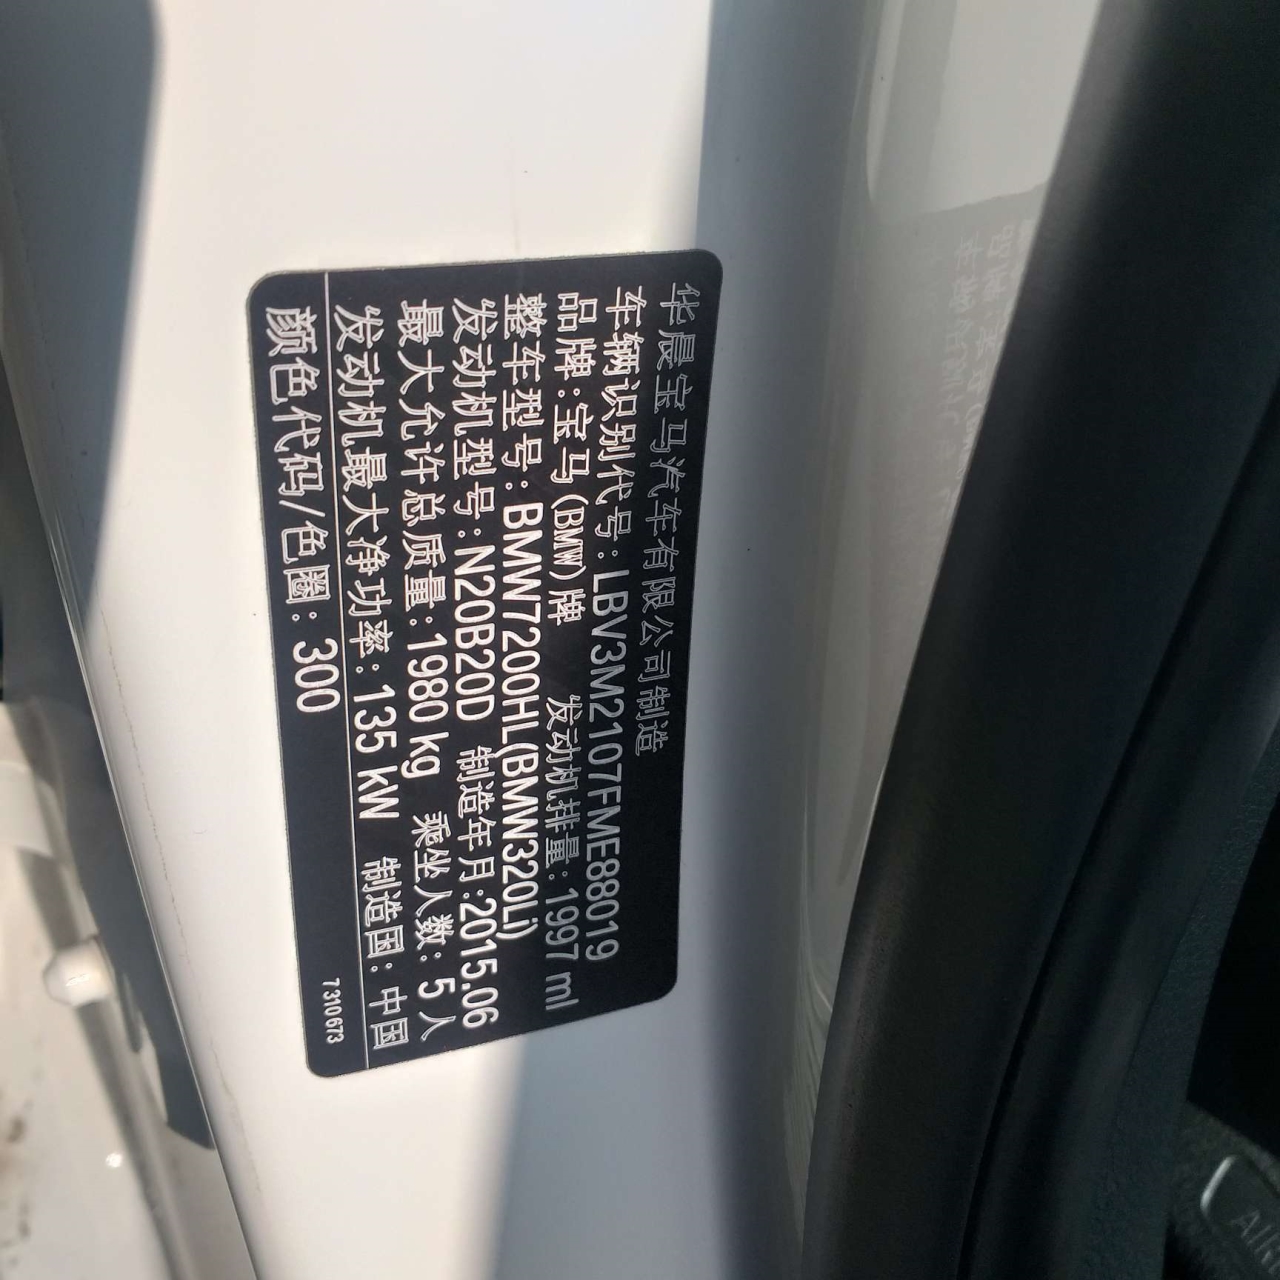 华晨宝马汽车有限公司制造
车辆识别代号:LBV3M2107FME88019
品牌:宝马(BMW)牌 发动机排量:1997 ml
整车型号:BMW7200HL(BMW320Li)
发动机型号:N20B20D 制造年月:2015.06
最大允许总质量:1980 kg 乘坐人数:5人
发动机最大净功率:135 kW 制造国:中国
颜色代码/色圈:300
7310673